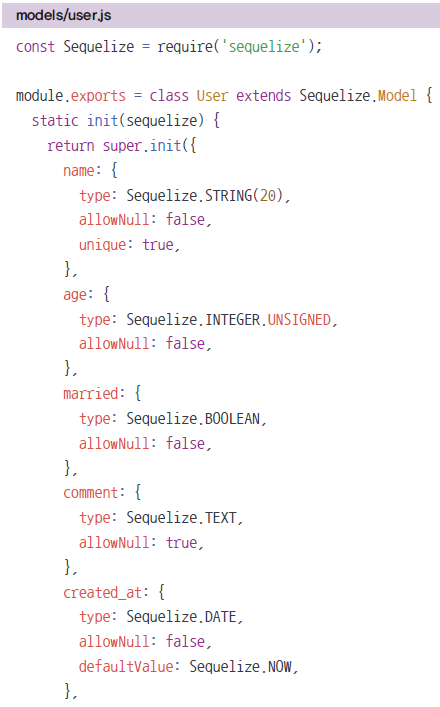 models/user.js
const Sequelize = require('sequelize');
module.exports = class User extends Sequelize.Model {
static init(sequelize) {
return super.init({
name: {
type: Sequelize.STRING(20),
allowNull: false,
unique: true,
},
age: {
type: Sequelize.INTEGER.UNSIGNED,
allowNull: false,
},
married: {
type: Sequelize.BOOLEAN,
allowNull: false,
},
comment: {
type: Sequelize.TEXT,
allowNull: true,
},
created_at: {
type: Sequelize.DATE,
allowNull: false,
defaultValue: Sequelize.NOW,
},